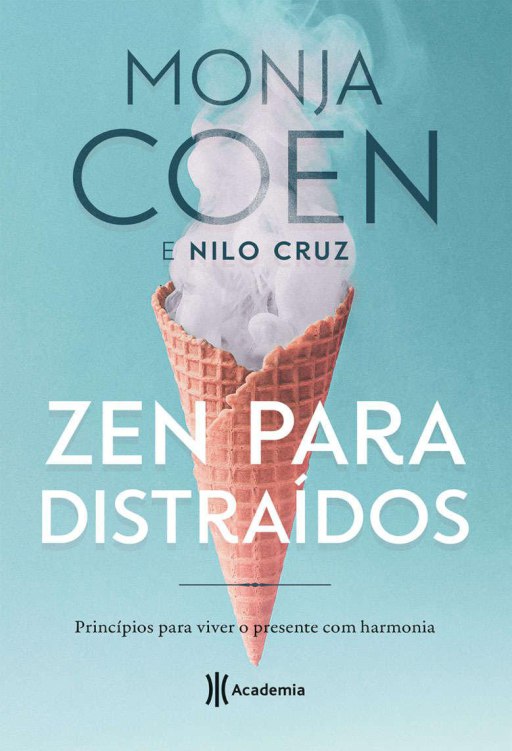 MONJA
COEN
E NILO CRUZ
ZEN PARA
DISTRAÍDOS
Princípios para viver o presente com harmonia
Academia